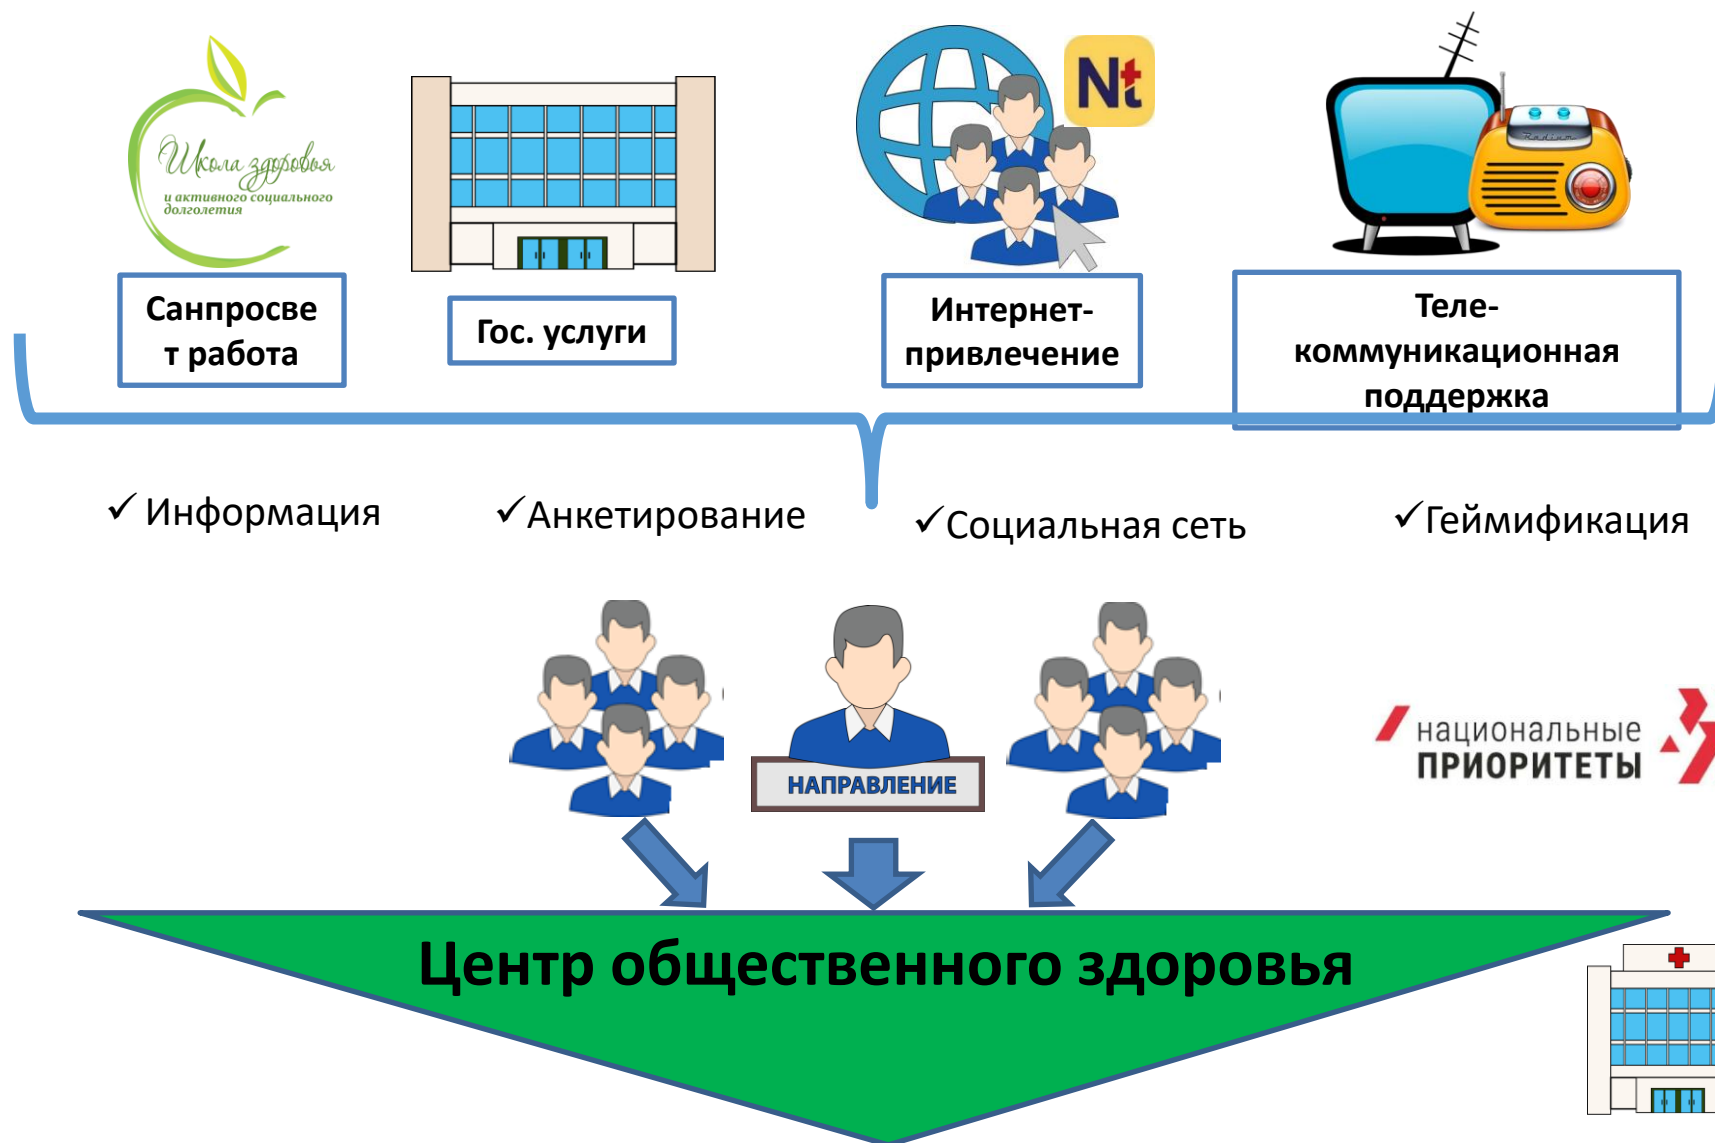 Школа здоровья
и активного социального
долголетия
Nt
Radium
Санпросве
т работа
Гос. услуги
Интернет-
привлечение
Теле-
коммуникационная
поддержка
✓ Информация
✓Анкетирование
✓Социальная сеть
✓Геймификация
НАПРАВЛЕНИЕ
национальные
ПРИОРИТЕТЫ
Центр общественного здоровья